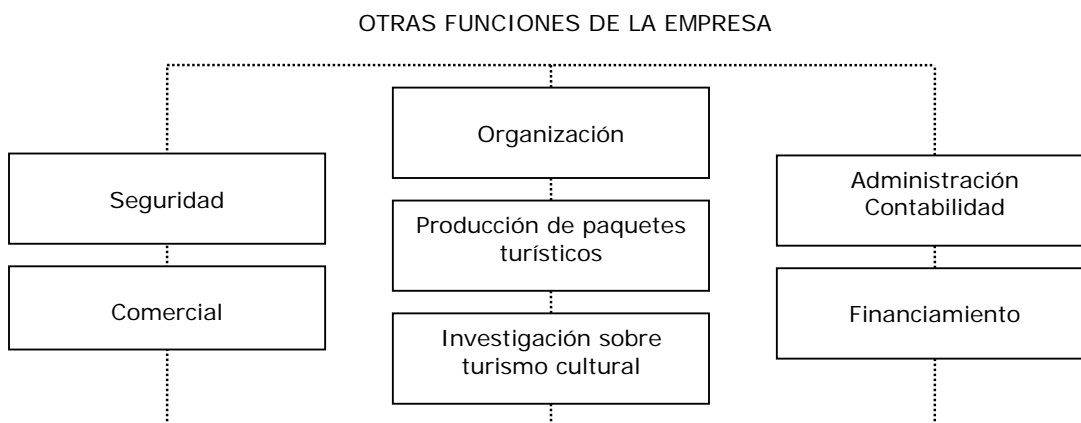 OTRAS FUNCIONES DE LA EMPRESA
Organización
Seguridad
Administración
Contabilidad
Producción de paquetes
turísticos
Comercial
Financiamiento
Investigación sobre
turismo cultural